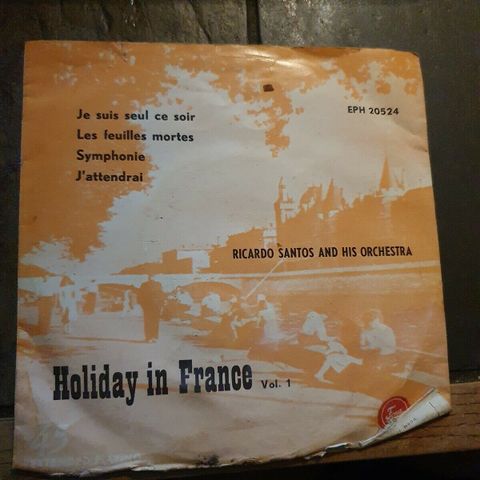 Je suis seul ce soir
EPH 20524
Les feuilles mortes
Symphonie
J'attendrai
RICARDO SANTOS AND HIS ORCHESTRA
Holiday in France Vol. 1